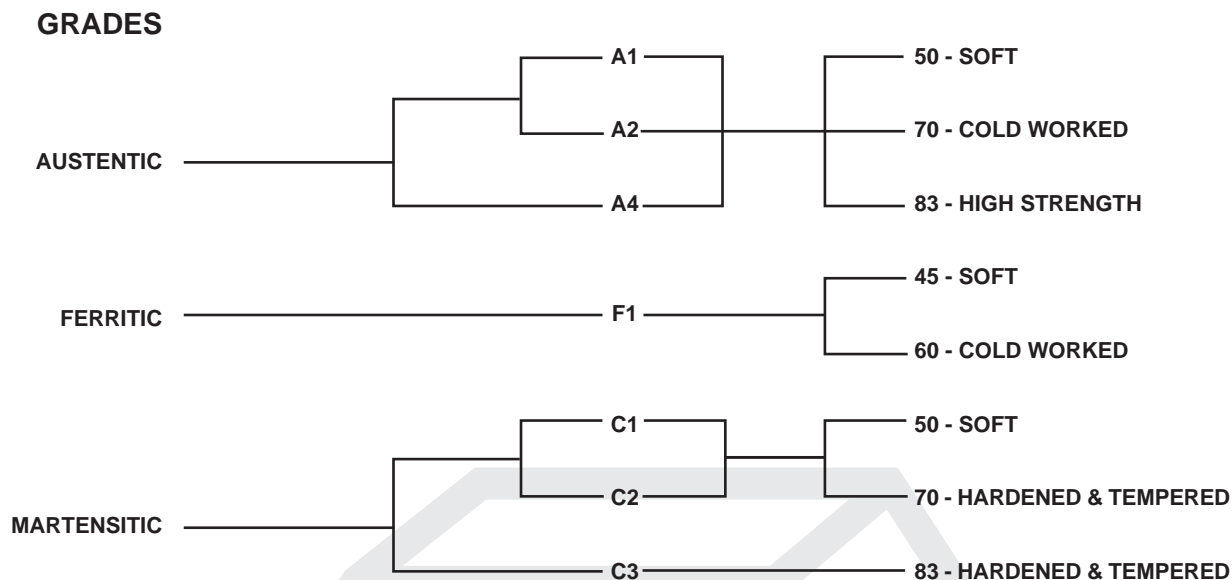 GRADES
A1
50 - SOFT
A2
70 - COLD WORKED
AUSTENTIC
A4
83 - HIGH STRENGTH
45 - SOFT
FERRITIC
F1
60 - COLD WORKED
C1
50 - SOFT
C2
70 - HARDENED & TEMPERED
MARTENSITIC
C3
83 - HARDENED & TEMPERED